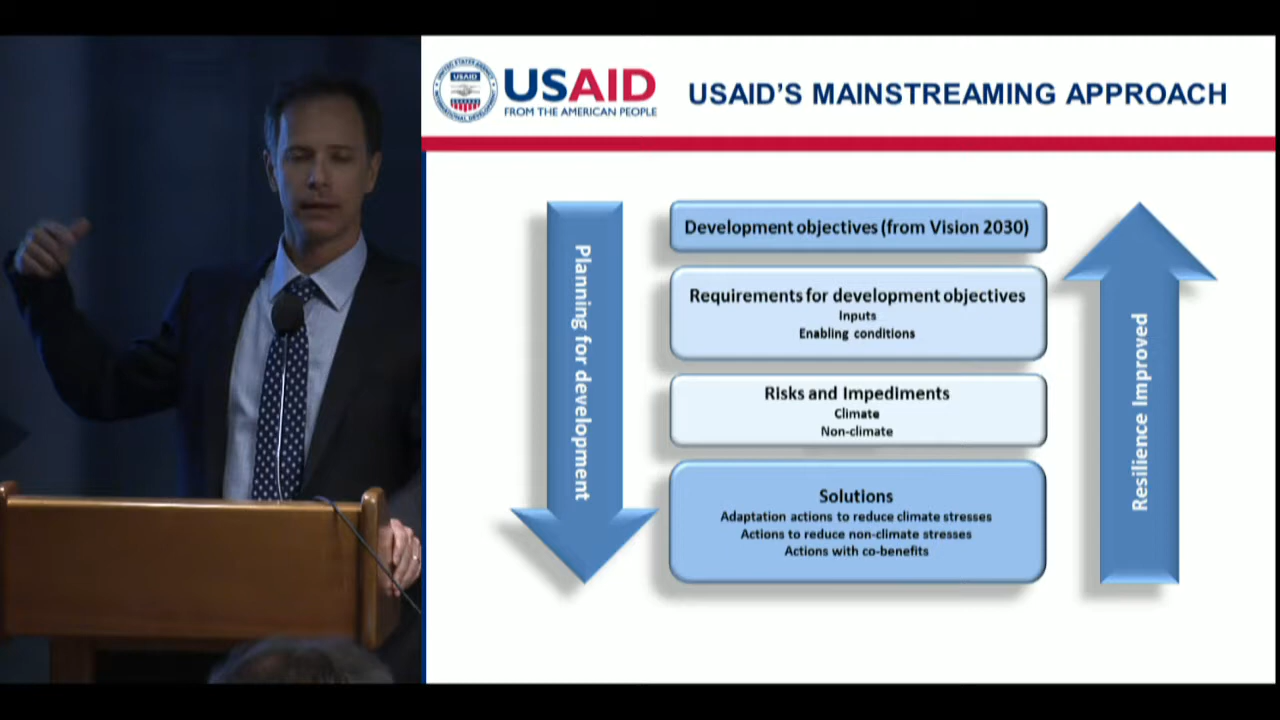 USAID
USAID
FROM THE AMERICAN PEOPLE
USAID'S MAINSTREAMING APPROACH
Planning for development
Development objectives (from Vision 2030)
Requirements for development objectives
Inputs
Enabling conditions
Risks and Impediments
Climate
Non-climate
Solutions
Adaptation actions to reduce climate stresses
Actions to reduce non-climate stresses
Actions with co-benefits
Resilience Improved